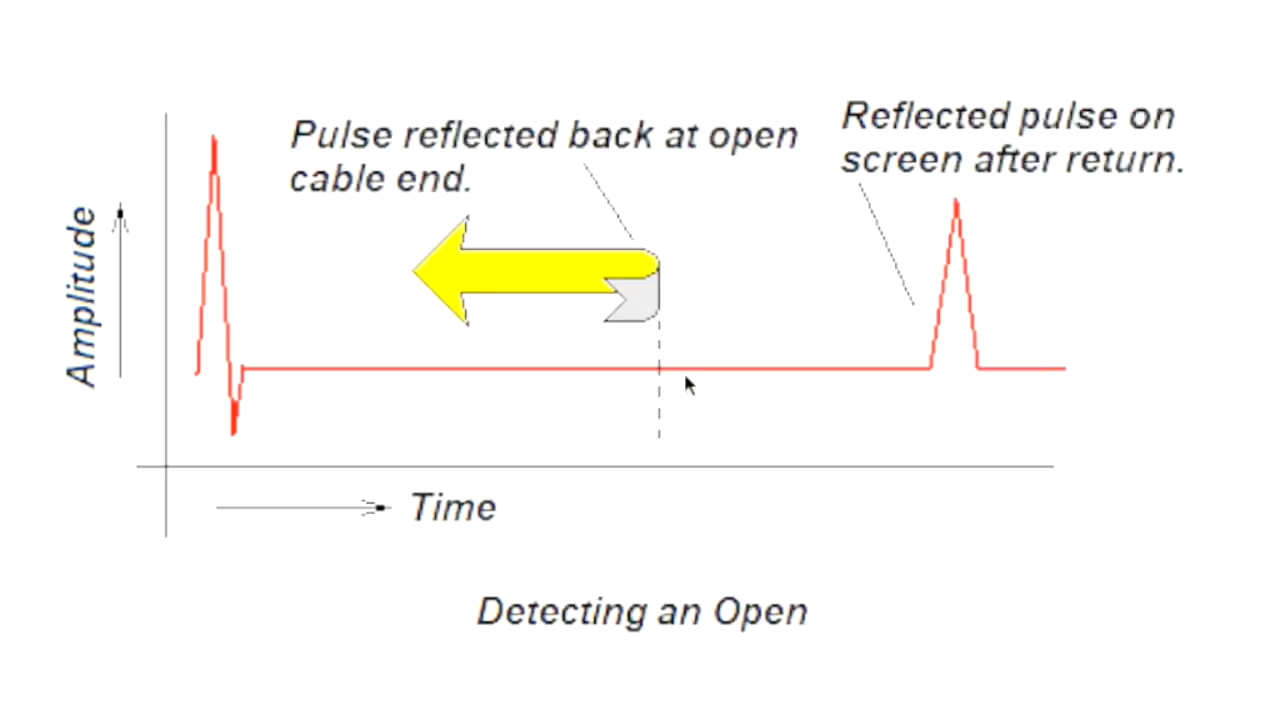 Pulse reflected back at open
cable end.
Reflected pulse on
screen after return.
Amplitude
Time
Detecting an Open